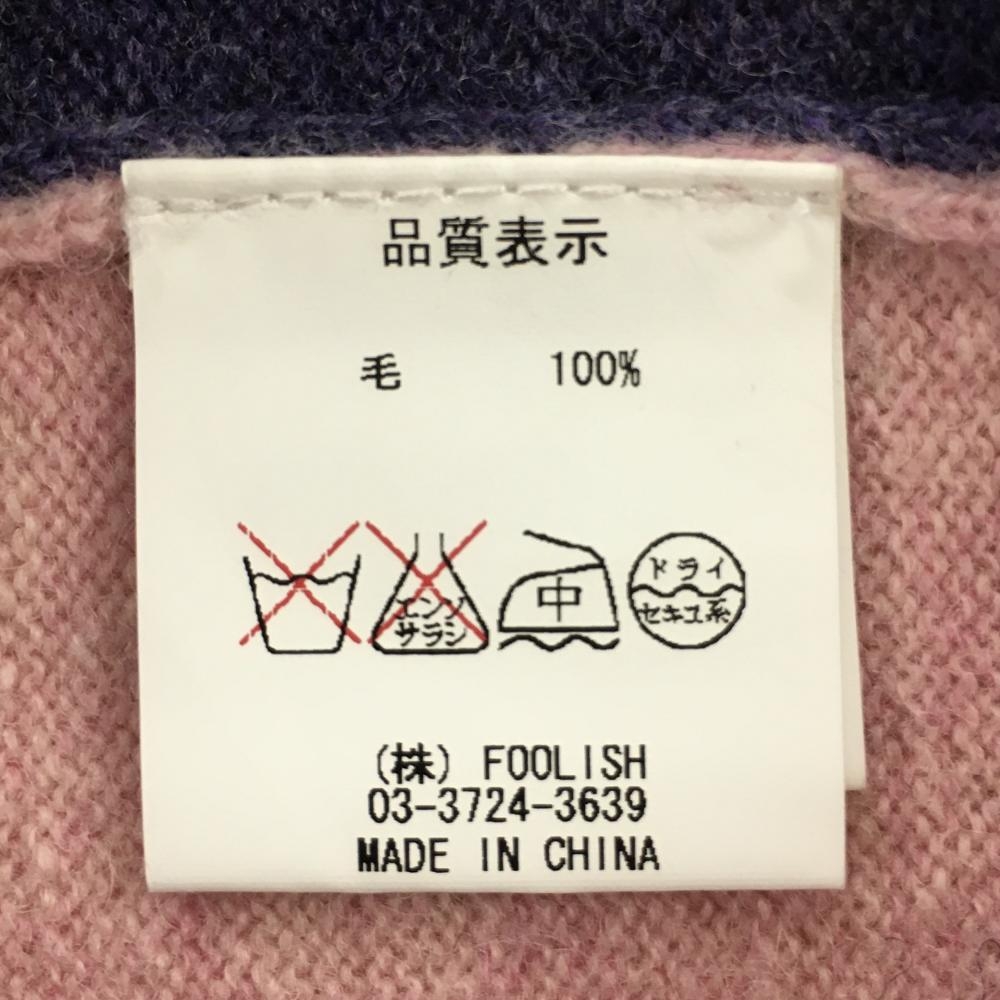 品質表示
毛 100%
エンソ
サラシ
中
ドライ
セキユ系
(株) FOOLISH
03-3724-3639
MADE IN CHINA